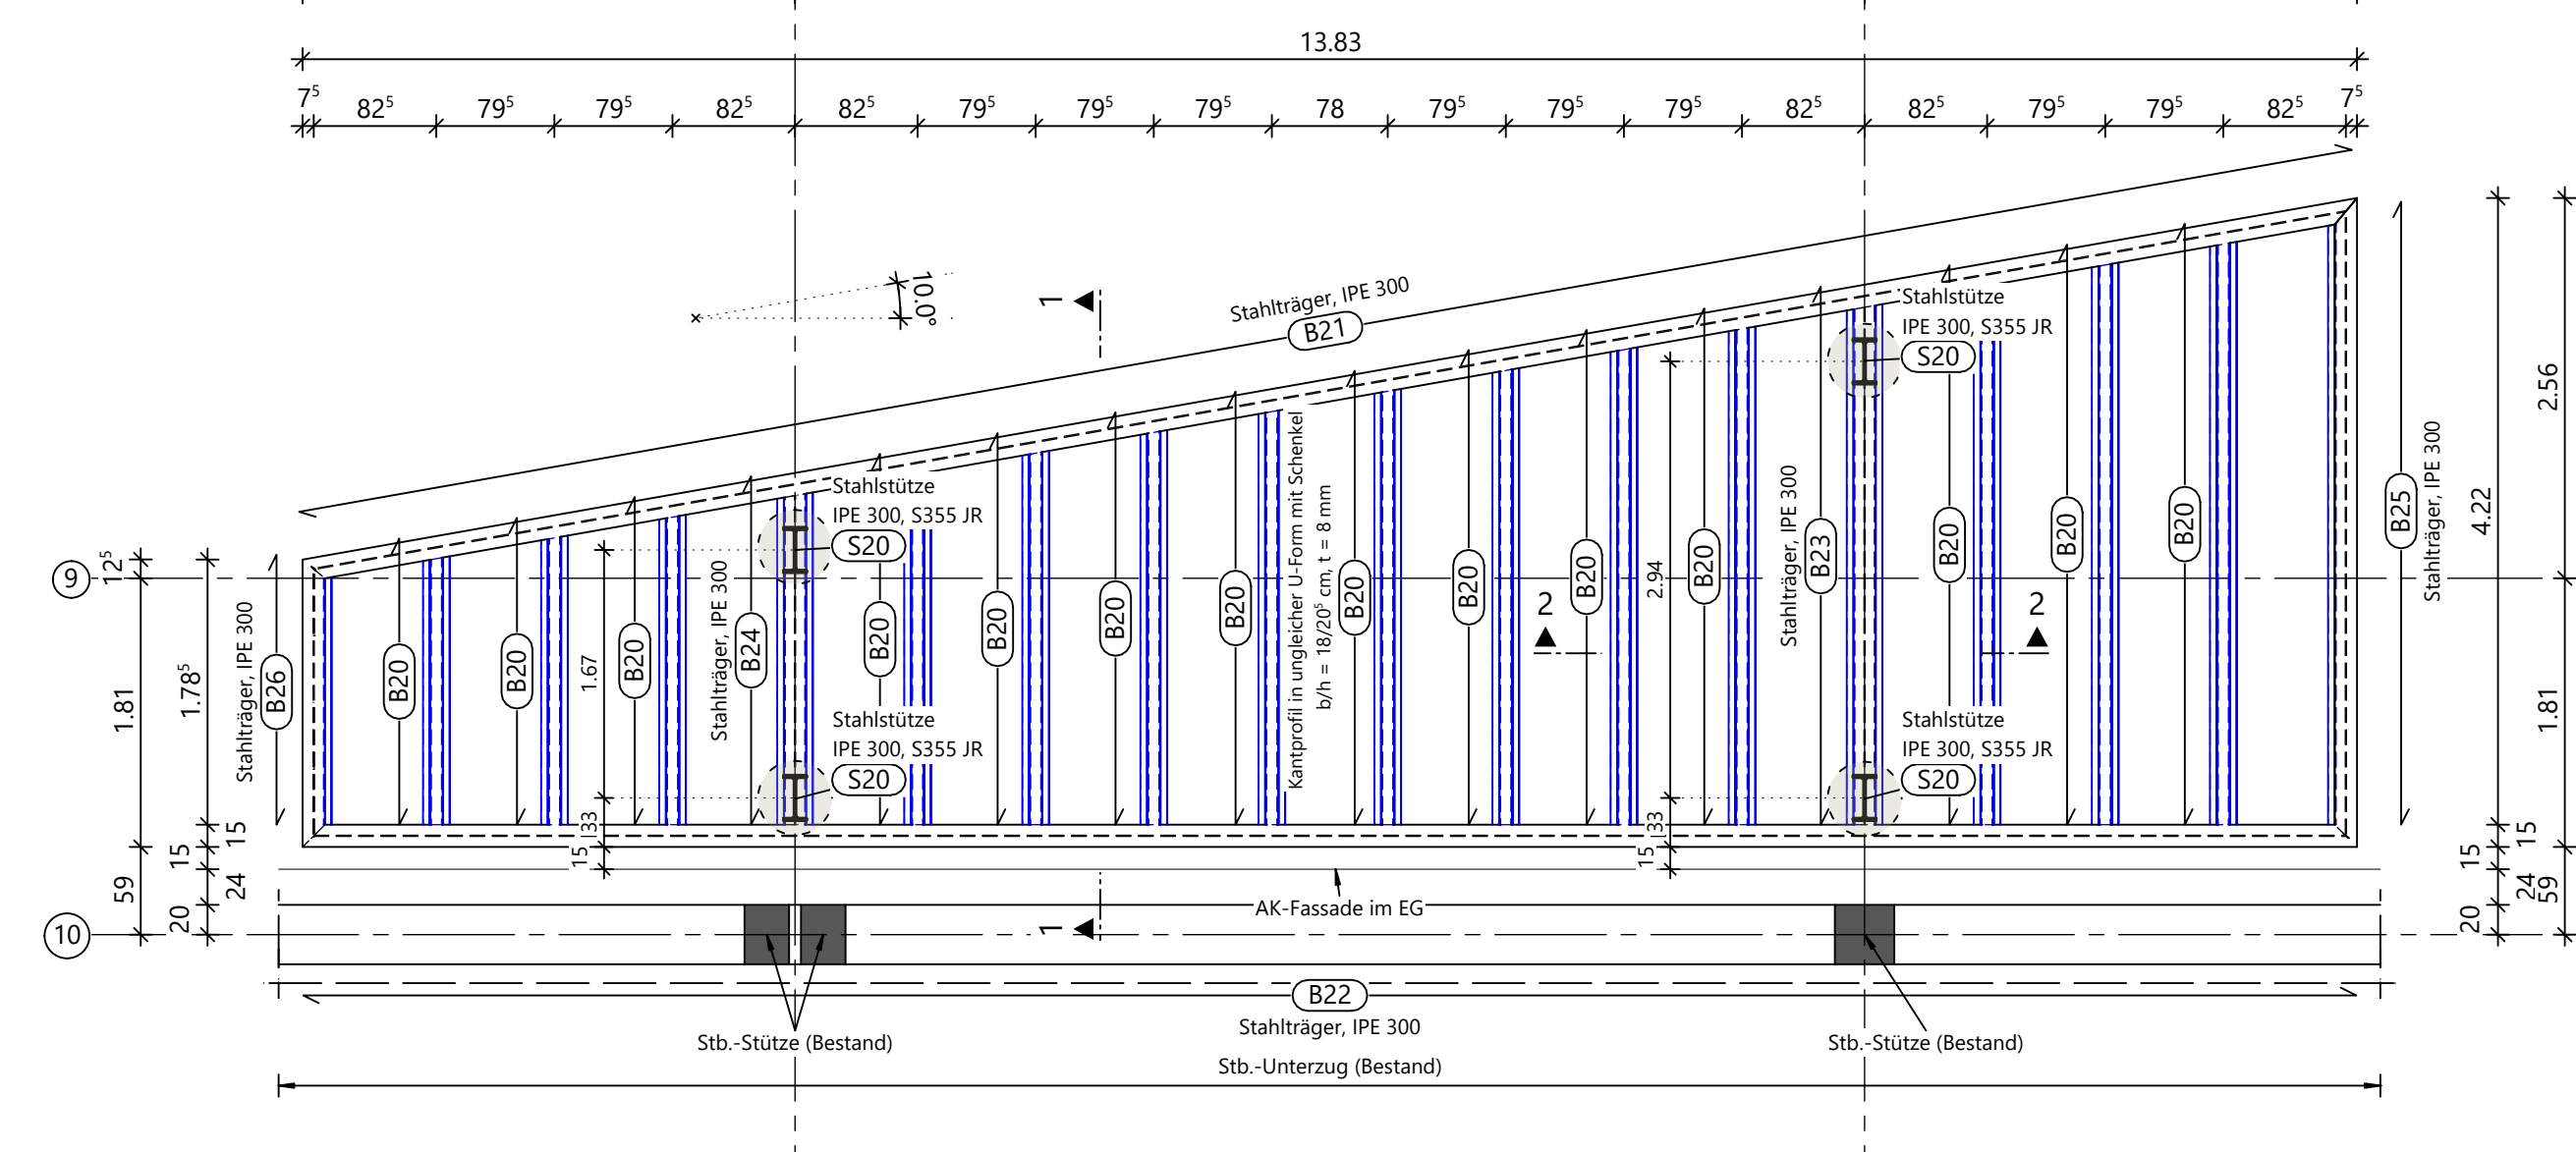 13.83
7⁵ 82⁵ 79⁵ 79⁵ 82⁵ 82⁵ 79⁵ 79⁵ 79⁵ 78 79⁵ 79⁵ 79⁵ 82⁵ 82⁵ 79⁵ 79⁵ 82⁵ 7⁵
10.0°
1
Stahlträger, IPE 300
B21
Stahlstütze
IPE 300, S355 JR
S20
Stahlstütze
IPE 300, S355 JR
S20
9
12⁵
1.81
59
1.78⁵
15
15
24
20
Stahlträger, IPE 300
B26
B20
B20
B20
1.67
33
15
Stahlträger, IPE 300
B24
B20
B20
B20
B20
Kantprofil in ungleicher U-Form mit Schenkel
b/h = 18/20⁵ cm, t = 8 mm
B20
B20
B20
2
2.94
33
15
B20
Stahlträger, IPE 300
B23
B20
2
B20
B20
B25
Stahlträger, IPE 300
4.22
2.56
1.81
15
15
24
59
20
Stahlstütze
IPE 300, S355 JR
S20
Stahlstütze
IPE 300, S355 JR
S20
AK-Fassade im EG
10
1
B22
Stahlträger, IPE 300
Stb.-Stütze (Bestand)
Stb.-Stütze (Bestand)
Stb.-Unterzug (Bestand)